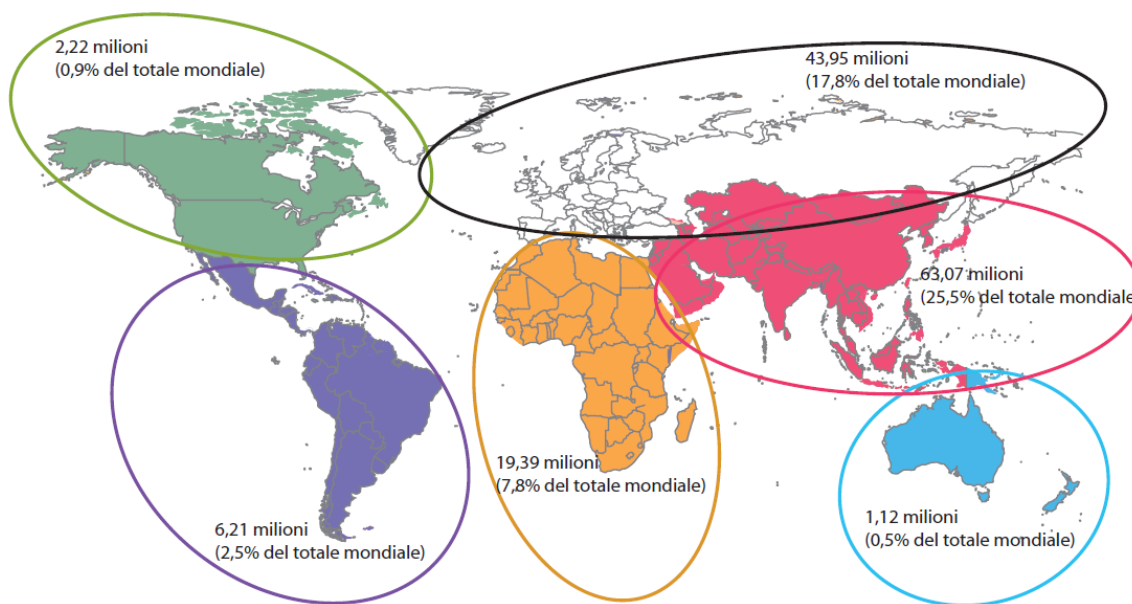 2,22 milioni
(0,9% del totale mondiale)
43,95 milioni
(17,8% del totale mondiale)
63,07 milioni
(25,5% del totale mondiale
19,39 milioni
(7,8% del totale mondiale)
6,21 milioni
(2,5% del totale mondiale)
1,12 milioni
(0,5% del totale mondiale)